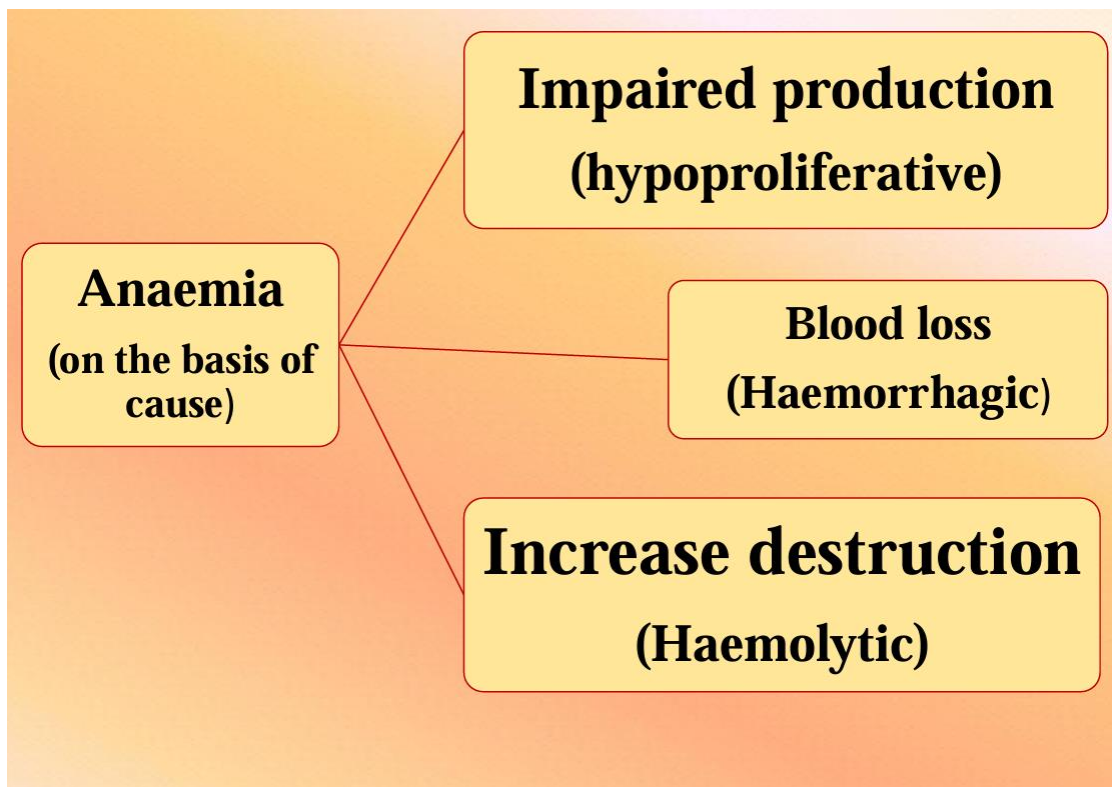 Impaired production
(hypoproliferative)
Anaemia
(on the basis of
cause)
Blood loss
(Haemorrhagic)
Increase destruction
(Haemolytic)